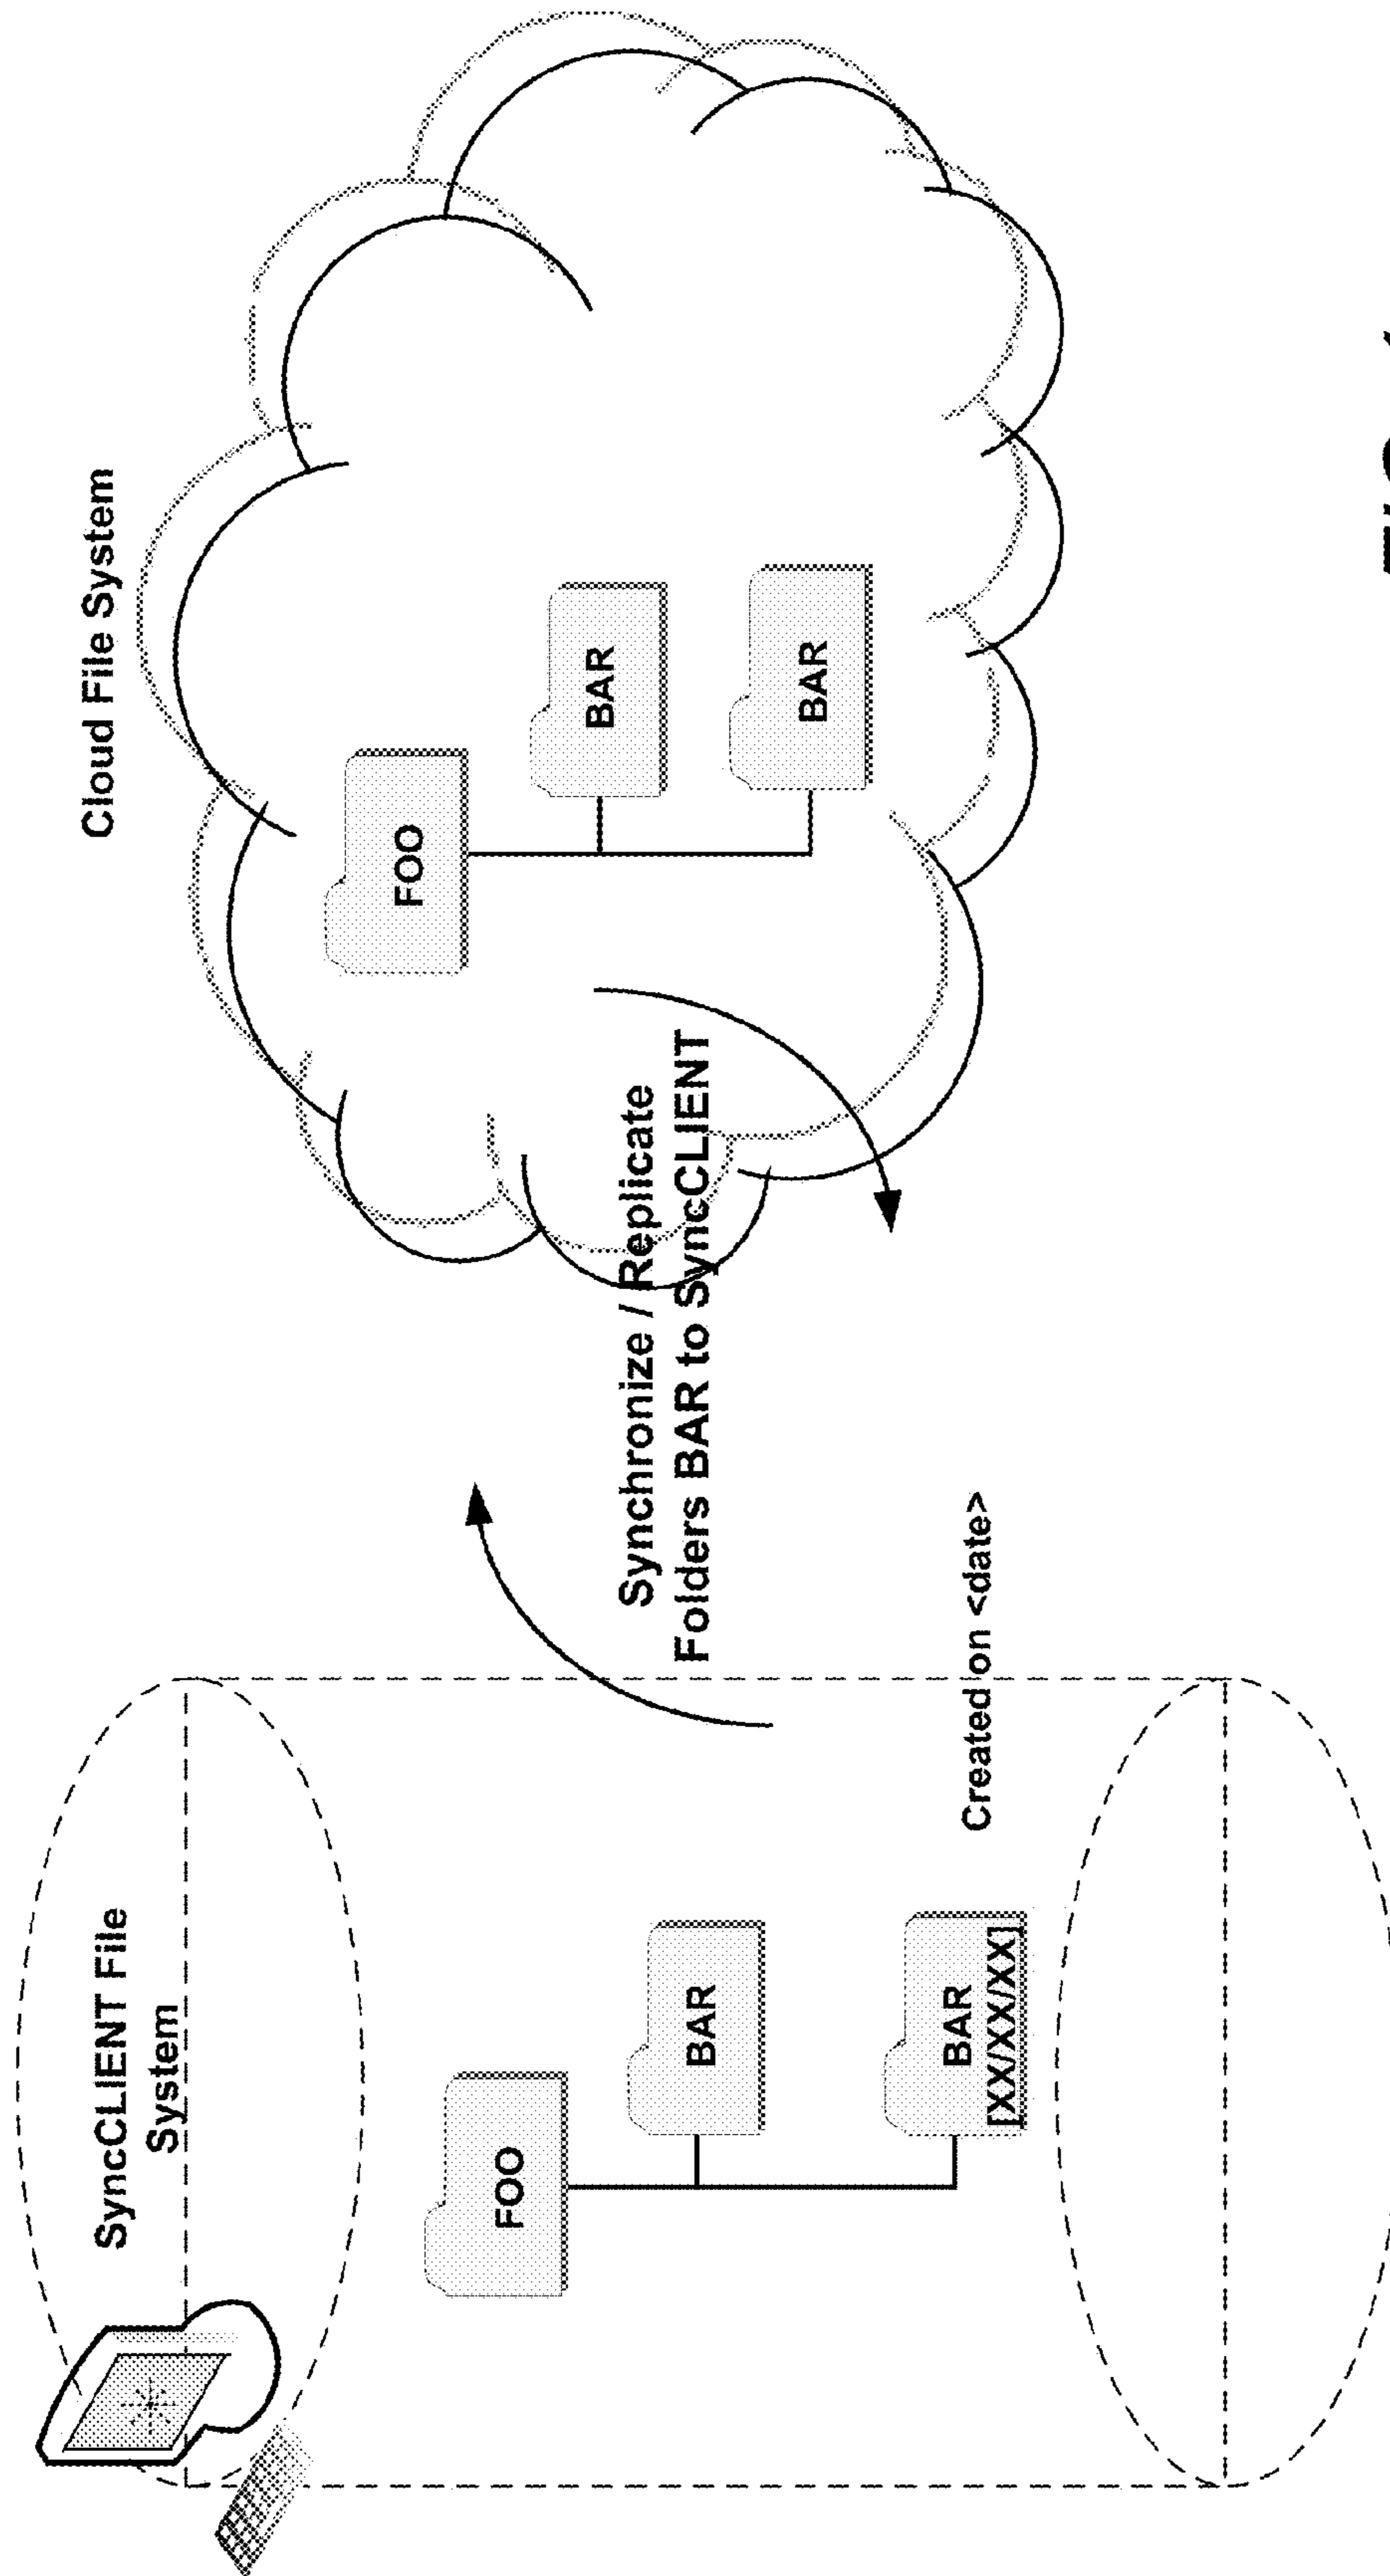 SyncCLIENT File
System
FOO
BAR
BAR
[XX/XX/XX]
Created on <date>
Synchronize / Replicate
Folders BAR to SyncCLIENT
Cloud File System
FOO
BAR
BAR